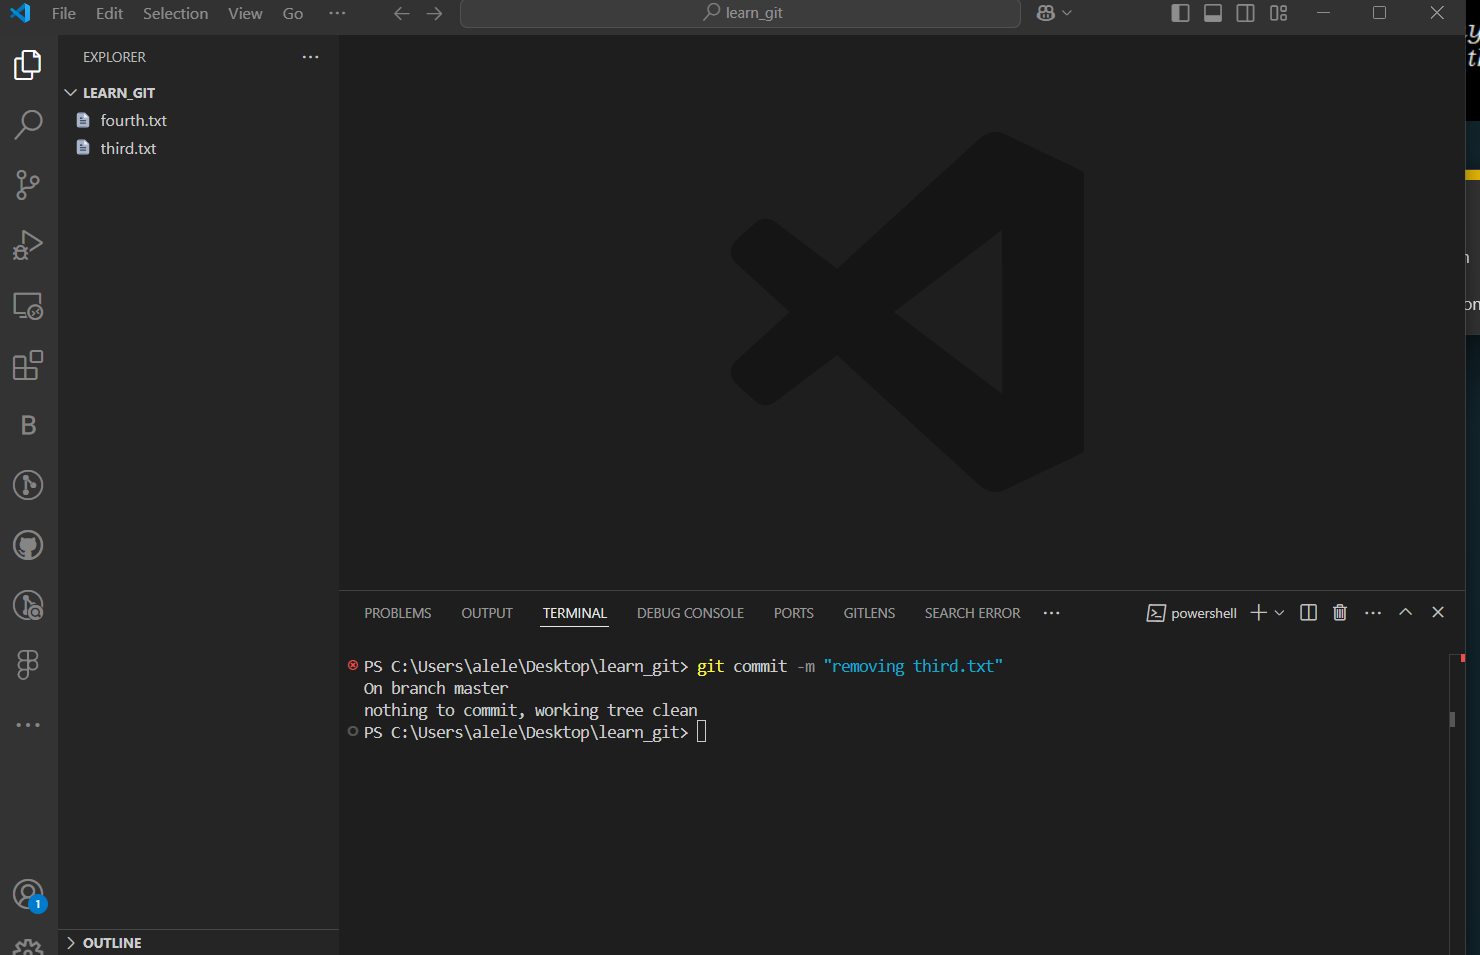 File Edit Selection View Go ···
learn_git
EXPLORER
LEARN_GIT
fourth.txt
third.txt
B
PROBLEMS OUTPUT TERMINAL DEBUG CONSOLE PORTS GITLENS SEARCH ERROR ··· powershell
PS C:\Users\alele\Desktop\learn_git> git commit -m "removing third.txt"
On branch master
nothing to commit, working tree clean
PS C:\Users\alele\Desktop\learn_git>
1
OUTLINE